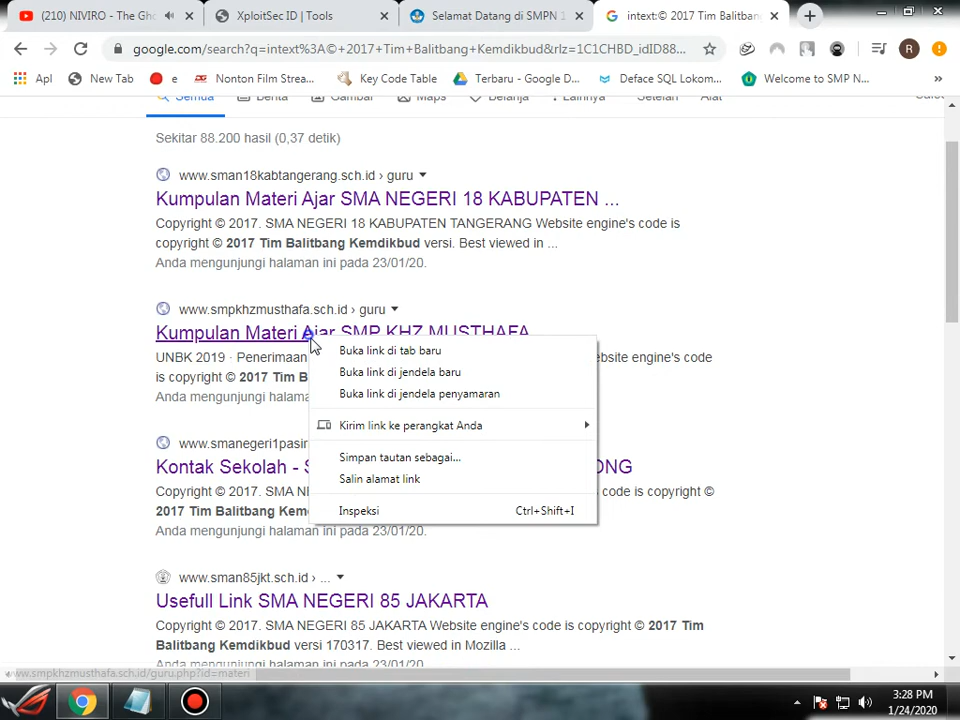 (210) NIVIRO - The Gho
XploitSec ID | Tools
Selamat Datang di SMPN 1
intext:© 2017 Tim Balitbang
google.com/search?q=intext%3A©+2017+Tim+Balitbang+Kemdikbud&rlz=1C1CHBD_idID88...
R
Apl
New Tab
e
Nonton Film Strea...
Key Code Table
Terbaru - Google D...
Deface SQL Lokom...
Welcome to SMP N...
»
Semua
Berita
Gambar
Maps
Belanja
Lainnya
Setelan
Alat
Sekitar 88.200 hasil (0,37 detik)
www.sman18kabtangerang.sch.id › guru
Kumpulan Materi Ajar SMA NEGERI 18 KABUPATEN ...
Copyright © 2017. SMA NEGERI 18 KABUPATEN TANGERANG Website engine's code is
copyright © 2017 Tim Balitbang Kemdikbud versi. Best viewed in ...
Anda mengunjungi halaman ini pada 23/01/20.
www.smpkhzmusthafa.sch.id › guru
Kumpulan Materi Ajar SMP KHZ MUSTHAFA
UNBK 2019 · Penerimaan
site engine's code
is copyright © 2017 Tim B
Anda mengunjungi
Buka link di tab baru
Buka link di jendela baru
Buka link di jendela penyamaran
Kirim link ke perangkat Anda
Simpan tautan sebagai...
Salin alamat link
Inspeksi
Ctrl+Shift+I
www.smanegeri1pasir
Kontak Sekolah - S
ONG
Copyright © 2017. SMA N
s code is copyright ©
2017 Tim Balitbang Kem
Anda mengunjungi halaman ini pada 23/01/20.
www.sman85jkt.sch.id › ...
Usefull Link SMA NEGERI 85 JAKARTA
Copyright © 2017. SMA NEGERI 85 JAKARTA Website engine's code is copyright © 2017 Tim
Balitbang Kemdikbud versi 170317. Best viewed in Mozilla ...
Anda mengunjungi halaman ini pada 23/01/20.
www.smpkhzmusthafa.sch.id/guru.php?id=materi
3:28 PM
1/24/2020